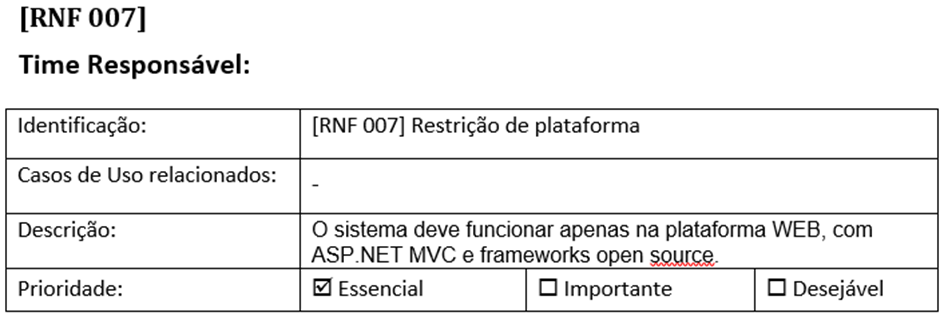 [RNF 007]
Time Responsável:
Identificação: [RNF 007] Restrição de plataforma
Casos de Uso relacionados: -
Descrição: O sistema deve funcionar apenas na plataforma WEB, com
ASP.NET MVC e frameworks open source.
Prioridade: ☑ Essencial ☐ Importante ☐ Desejável